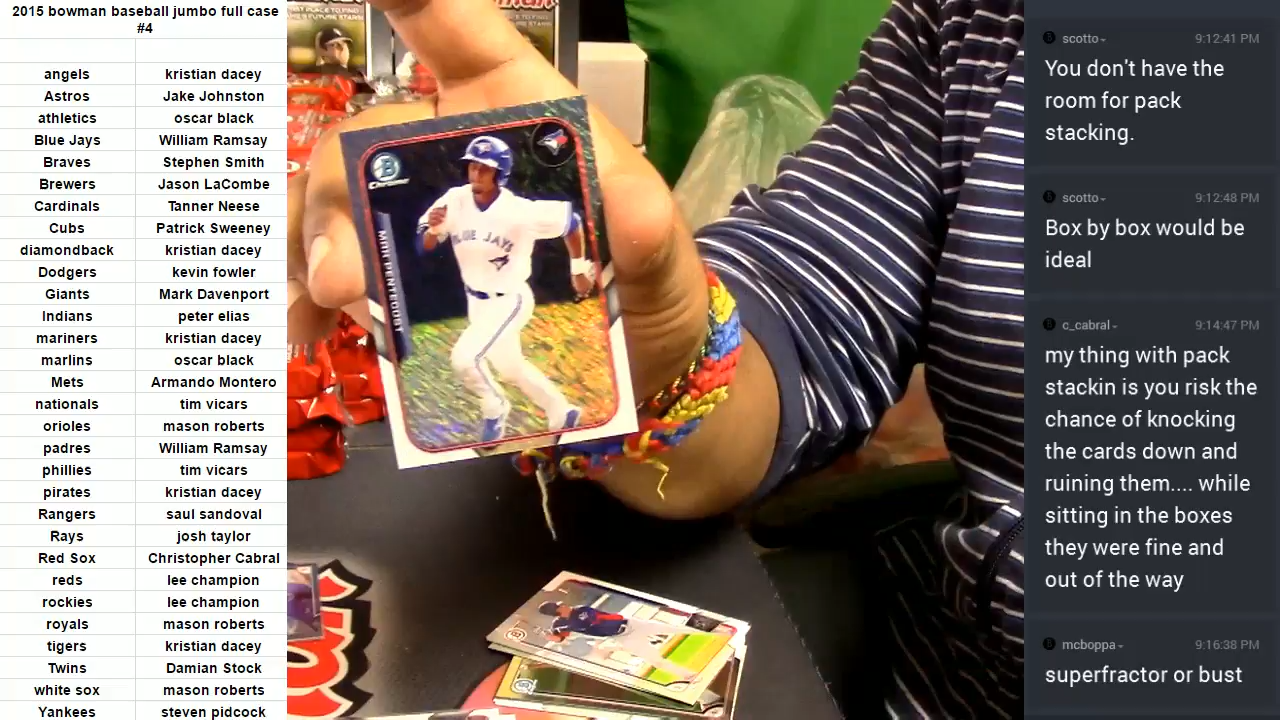 2015 bowman baseball jumbo full case
#4
angels kristian dacey
Astros Jake Johnston
athletics oscar black
Blue Jays William Ramsay
Braves Stephen Smith
Brewers Jason LaCombe
Cardinals Tanner Neese
Cubs Patrick Sweeney
diamondback kristian dacey
Dodgers kevin fowler
Giants Mark Davenport
Indians peter elias
mariners kristian dacey
marlins oscar black
Mets Armando Montero
nationals tim vicars
orioles mason roberts
padres William Ramsay
phillies tim vicars
pirates kristian dacey
Rangers saul sandoval
Rays josh taylor
Red Sox Christopher Cabral
reds lee champion
rockies lee champion
royals mason roberts
tigers kristian dacey
Twins Damian Stock
white sox mason roberts
Yankees steven pidcock
B
Chrome
BLUE JAYS
MAX PENTECOST
scotto 9:12:41 PM
You don't have the
room for pack
stacking.
scotto 9:12:48 PM
Box by box would be
ideal
c_cabral 9:14:47 PM
my thing with pack
stackin is you risk the
chance of knocking
the cards down and
ruining them.... while
sitting in the boxes
they were fine and
out of the way
mcboppa 9:16:38 PM
superfractor or bust